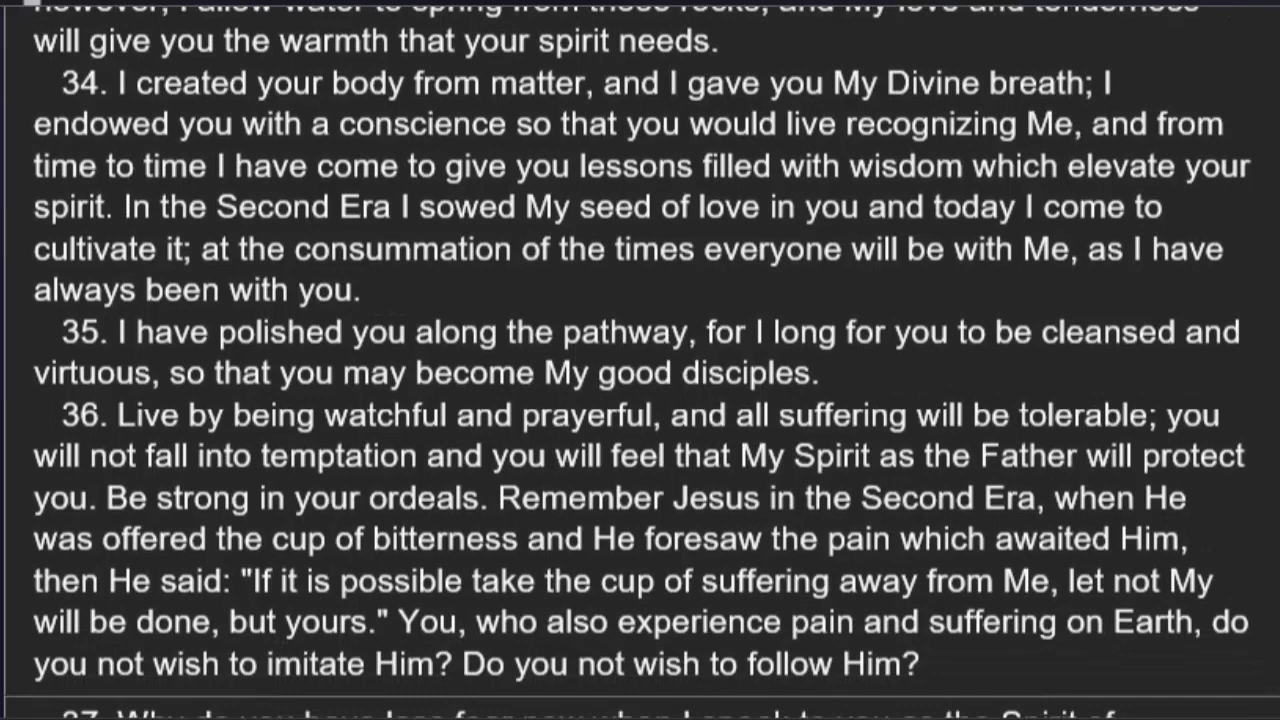 will give you the warmth that your spirit needs.
34. I created your body from matter, and I gave you My Divine breath; I
endowed you with a conscience so that you would live recognizing Me, and from
time to time I have come to give you lessons filled with wisdom which elevate your
spirit. In the Second Era I sowed My seed of love in you and today I come to
cultivate it; at the consummation of the times everyone will be with Me, as I have
always been with you.
35. I have polished you along the pathway, for I long for you to be cleansed and
virtuous, so that you may become My good disciples.
36. Live by being watchful and prayerful, and all suffering will be tolerable; you
will not fall into temptation and you will feel that My Spirit as the Father will protect
you. Be strong in your ordeals. Remember Jesus in the Second Era, when He
was offered the cup of bitterness and He foresaw the pain which awaited Him,
then He said: "If it is possible take the cup of suffering away from Me, let not My
will be done, but yours." You, who also experience pain and suffering on Earth, do
you not wish to imitate Him? Do you not wish to follow Him?